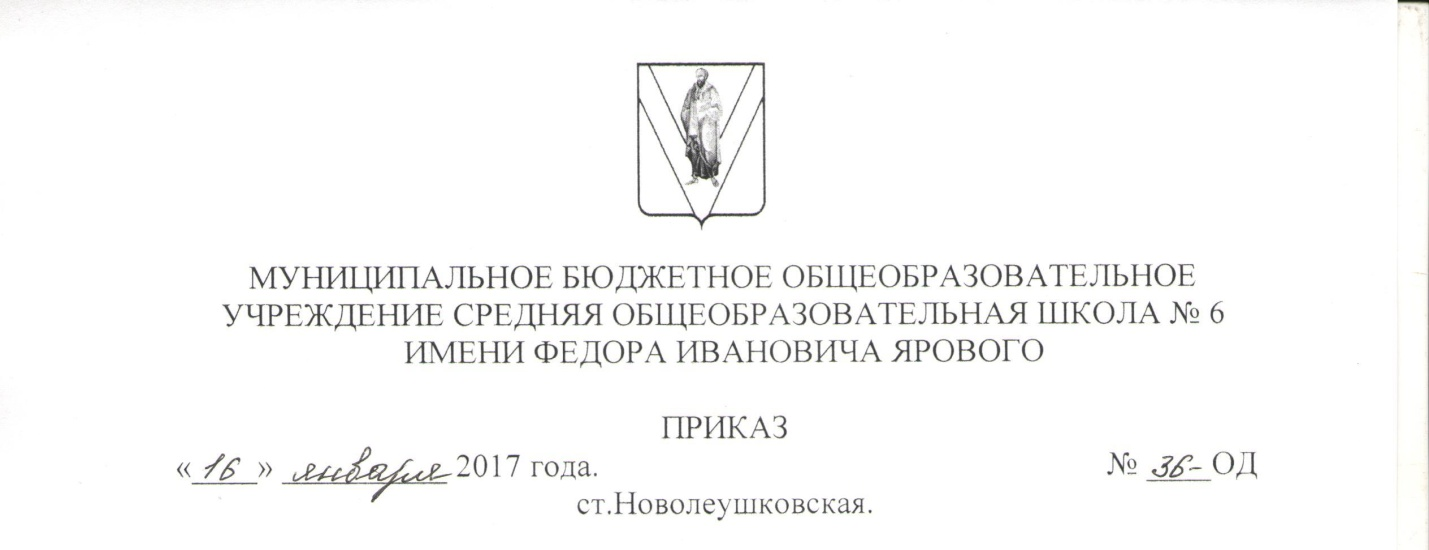 МУНИЦИПАЛЬНОЕ БЮДЖЕТНОЕ ОБЩЕОБРАЗОВАТЕЛЬНОЕ
УЧРЕЖДЕНИЕ СРЕДНЯЯ ОБЩЕОБРАЗОВАТЕЛЬНАЯ ШКОЛА № 6
ИМЕНИ ФЕДОРА ИВАНОВИЧА ЯРОВОГО
ПРИКАЗ
«16» января 2017 года. № 36-ОД
ст.Новолеушковская.